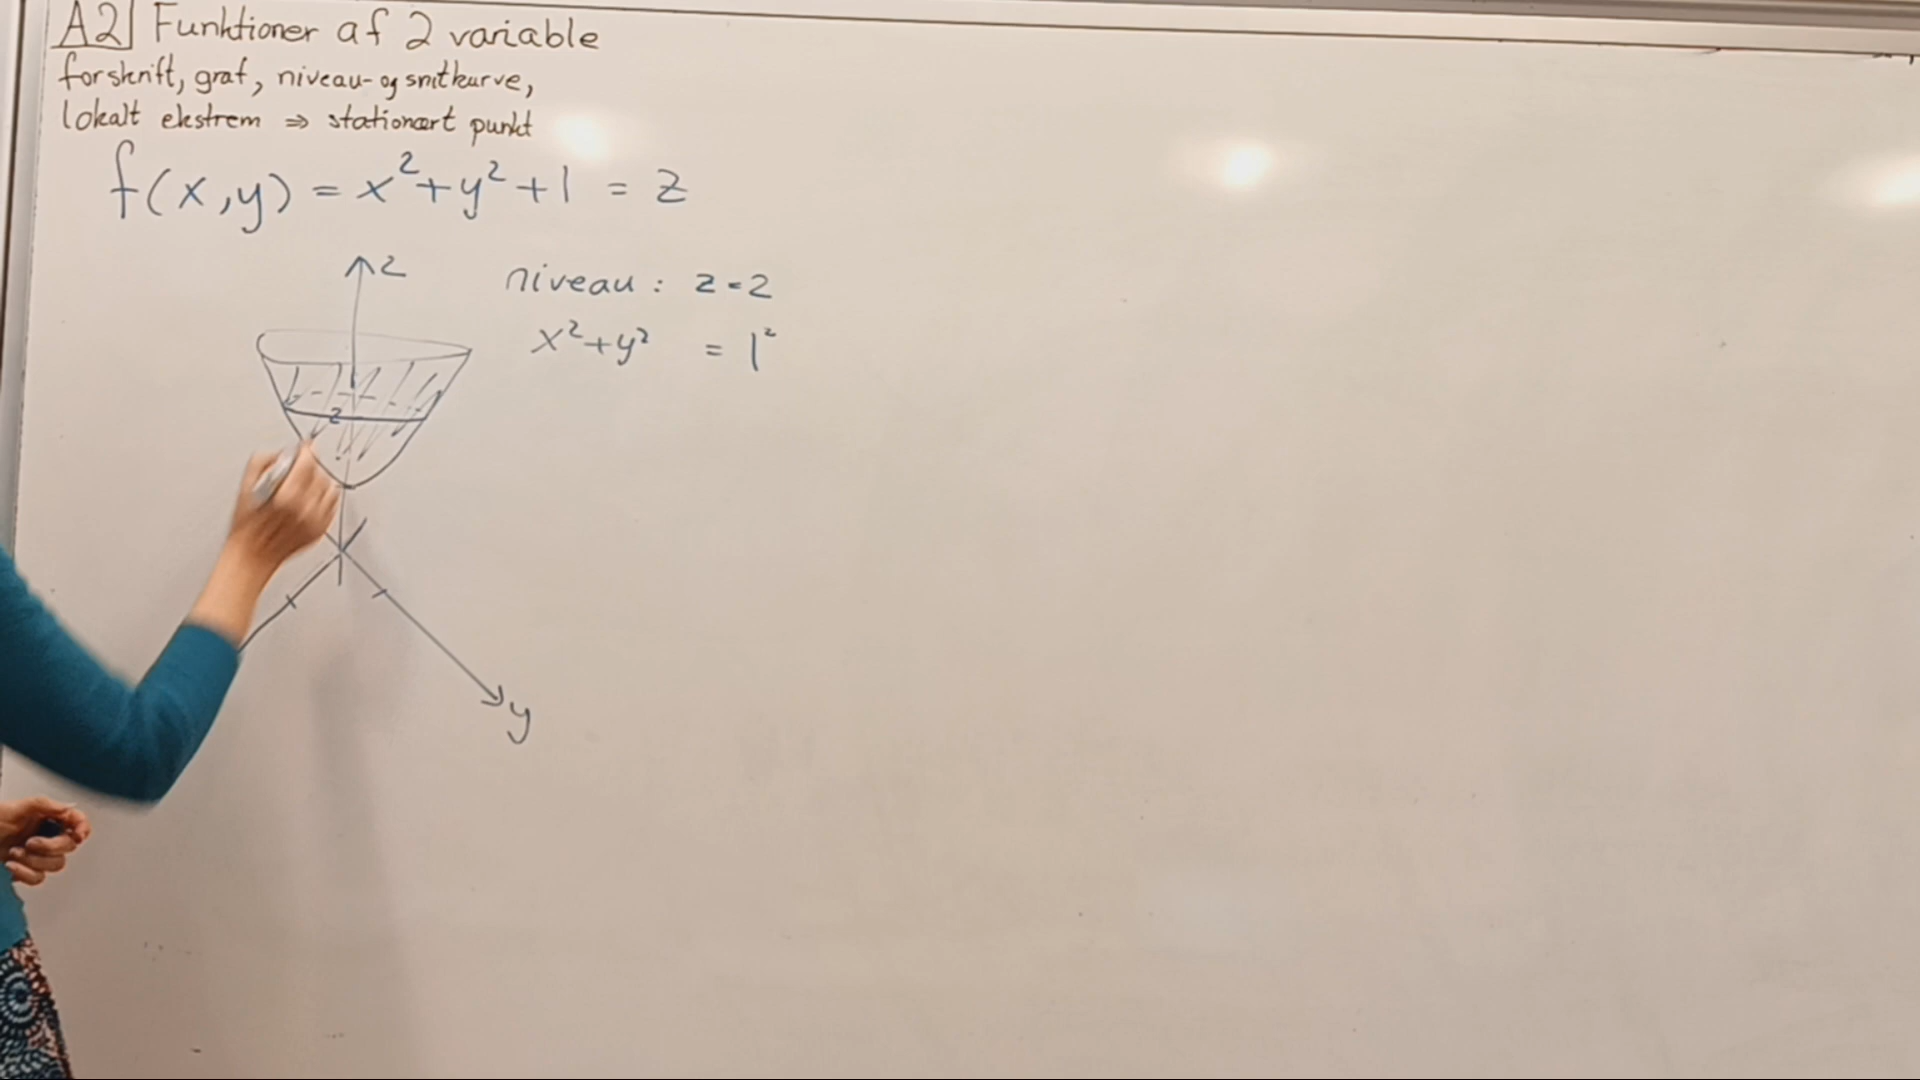 A2 Funktioner af 2 variable
forskrift, graf, niveau- og snitkurve,
lokalt ekstrem ⇒ stationært punkt
f(x,y) = x²+y²+1 = z
z
niveau: z=2
x²+y² = 1²
2
y